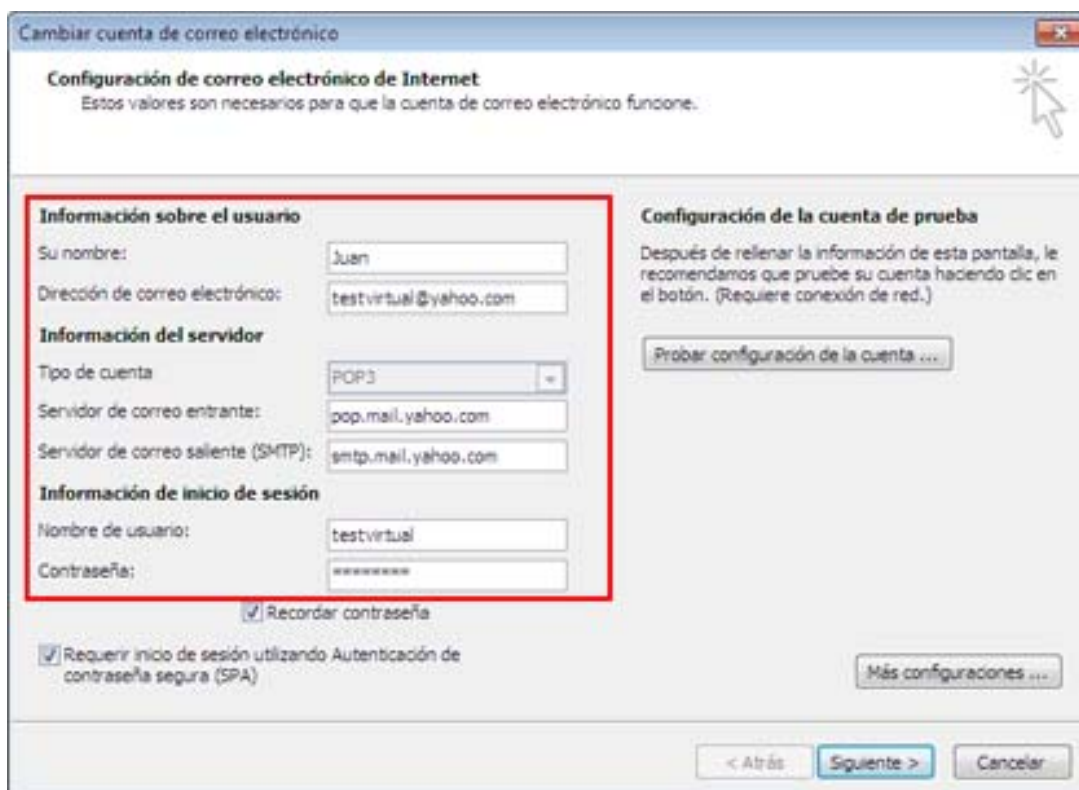 Cambiar cuenta de correo electrónico
Configuración de correo electrónico de Internet
Estos valores son necesarios para que la cuenta de correo electrónico funcione.
Información sobre el usuario
Su nombre:
Juan
Dirección de correo electrónico:
testvirtual@yahoo.com
Información del servidor
Tipo de cuenta
POP3
Servidor de correo entrante:
pop.mail.yahoo.com
Servidor de correo saliente (SMTP):
smtp.mail.yahoo.com
Información de inicio de sesión
Nombre de usuario:
testvirtual
Contraseña:
********
Recordar contraseña
Requerir inicio de sesión utilizando Autenticación de
contraseña segura (SPA)
Configuración de la cuenta de prueba
Después de rellenar la información de esta pantalla, le
recomendamos que pruebe su cuenta haciendo clic en
el botón. (Requiere conexión de red.)
Probar configuración de la cuenta ...
Más configuraciones ...
< Atrás
Siguiente >
Cancelar